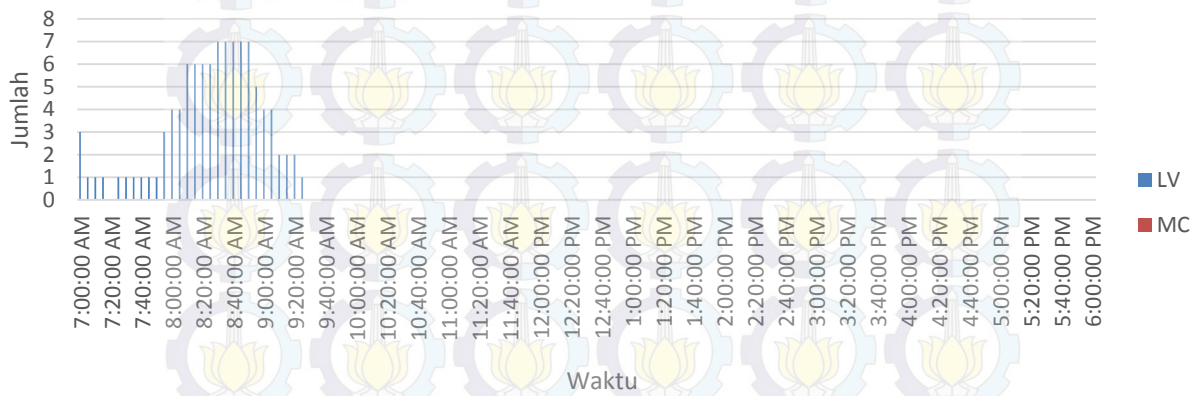 8
7
6
5
4
3
2
1
0
Jumlah
7:00:00 AM
7:20:00 AM
7:40:00 AM
8:00:00 AM
8:20:00 AM
8:40:00 AM
9:00:00 AM
9:20:00 AM
9:40:00 AM
10:00:00 AM
10:20:00 AM
10:40:00 AM
11:00:00 AM
11:20:00 AM
11:40:00 AM
12:00:00 PM
12:20:00 PM
12:40:00 PM
1:00:00 PM
1:20:00 PM
1:40:00 PM
2:00:00 PM
2:20:00 PM
2:40:00 PM
3:00:00 PM
3:20:00 PM
3:40:00 PM
4:00:00 PM
4:20:00 PM
4:40:00 PM
5:00:00 PM
5:20:00 PM
5:40:00 PM
6:00:00 PM
Waktu
LV
MC